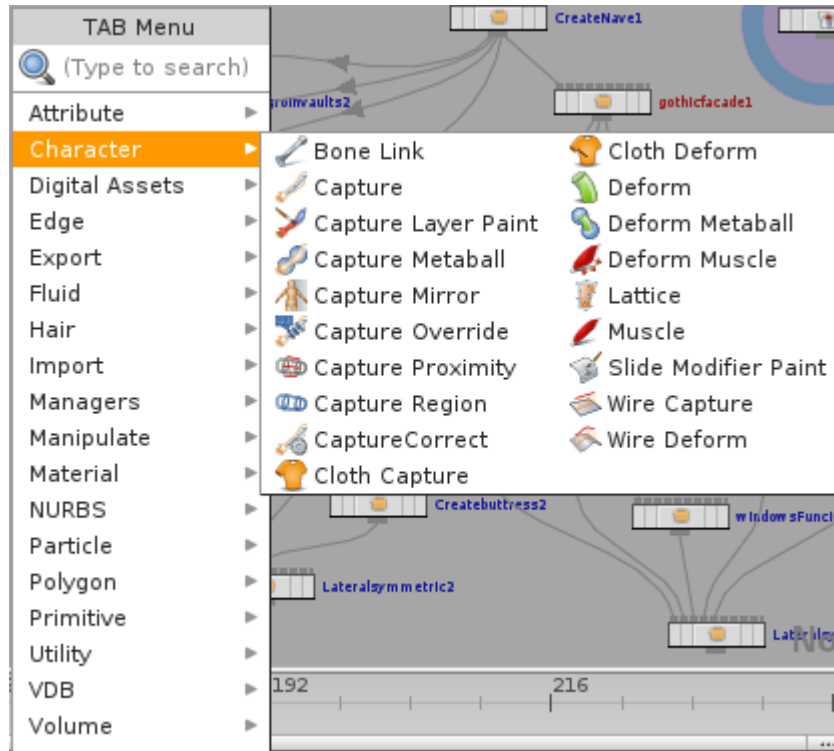 TAB Menu
(Type to search)
Attribute
Character
Digital Assets
Edge
Export
Fluid
Hair
Import
Managers
Manipulate
Material
NURBS
Particle
Polygon
Primitive
Utility
VDB
Volume
Bone Link
Capture
Capture Layer Paint
Capture Metaball
Capture Mirror
Capture Override
Capture Proximity
Capture Region
CaptureCorrect
Cloth Capture
Cloth Deform
Deform
Deform Metaball
Deform Muscle
Lattice
Muscle
Slide Modifier Paint
Wire Capture
Wire Deform
CreateNave1
gothicfacade1
Createbuttress2
Lateralsymmetric2
192
216